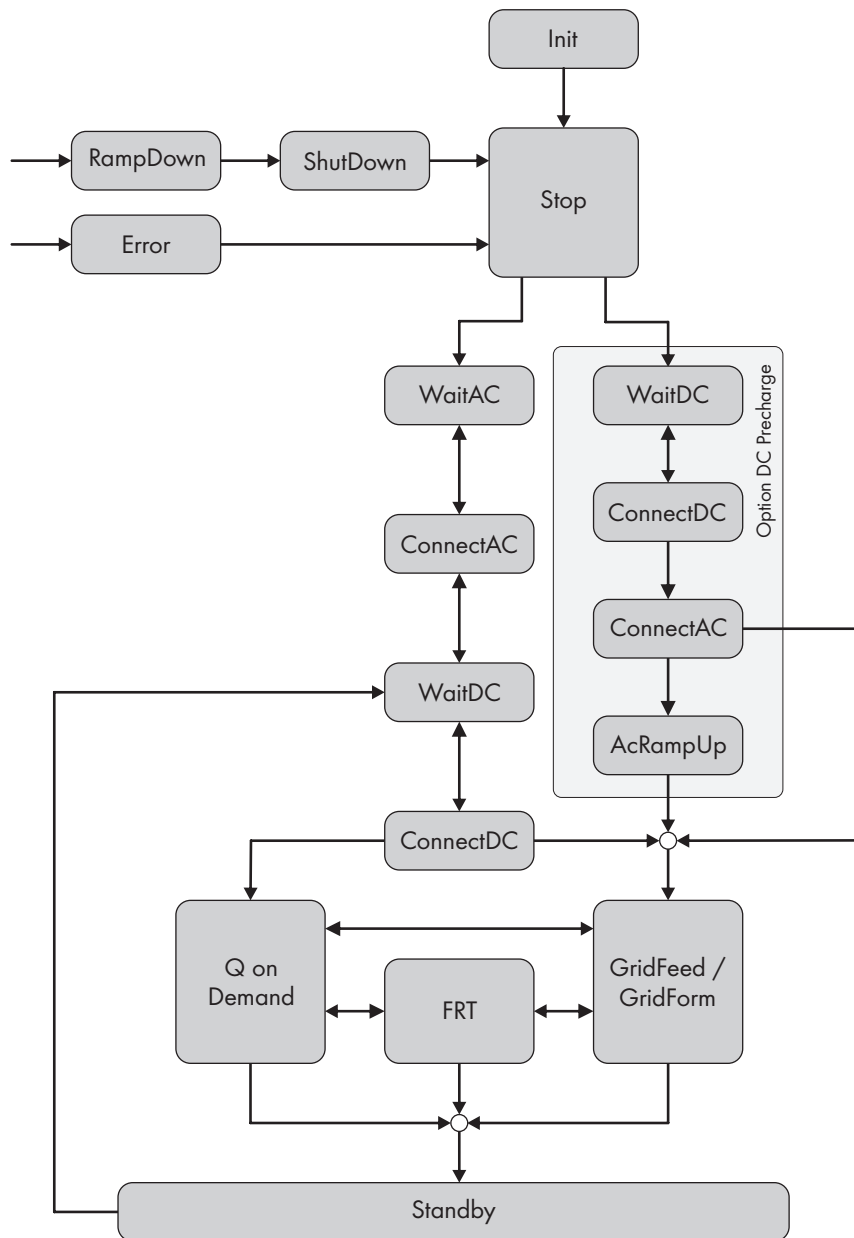 Init
RampDown
ShutDown
Stop
Error
WaitAC
WaitDC
Option DC Precharge
ConnectDC
ConnectAC
ConnectAC
WaitDC
AcRampUp
ConnectDC
Q on
Demand
FRT
GridFeed /
GridForm
Standby